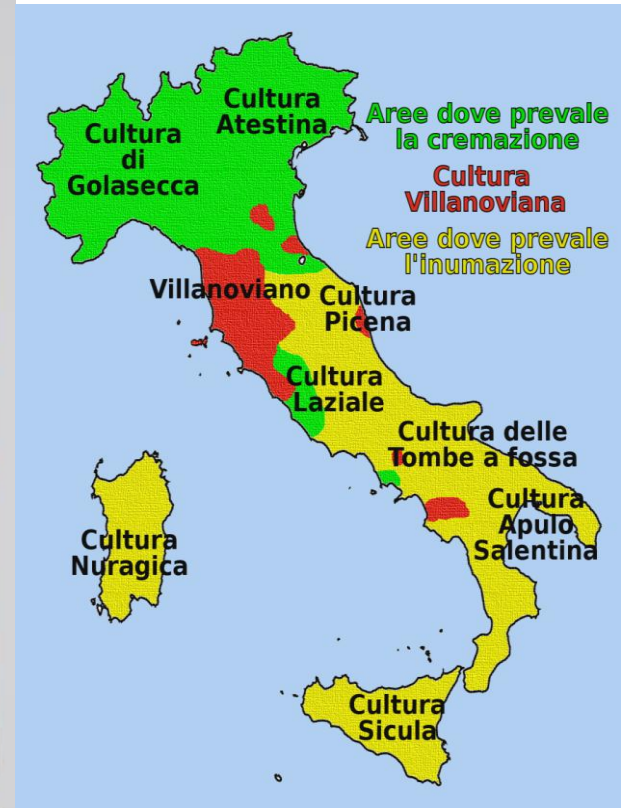 Cultura
Atestina
Cultura
di
Golasecca
Aree dove prevale
la cremazione
Cultura
Villanoviana
Aree dove prevale
l'inumazione
Villanoviano
Cultura
Picena
Cultura
Laziale
Cultura delle
Tombe a fossa
Cultura
Apulo
Salentina
Cultura
Nuragica
Cultura
Sicula